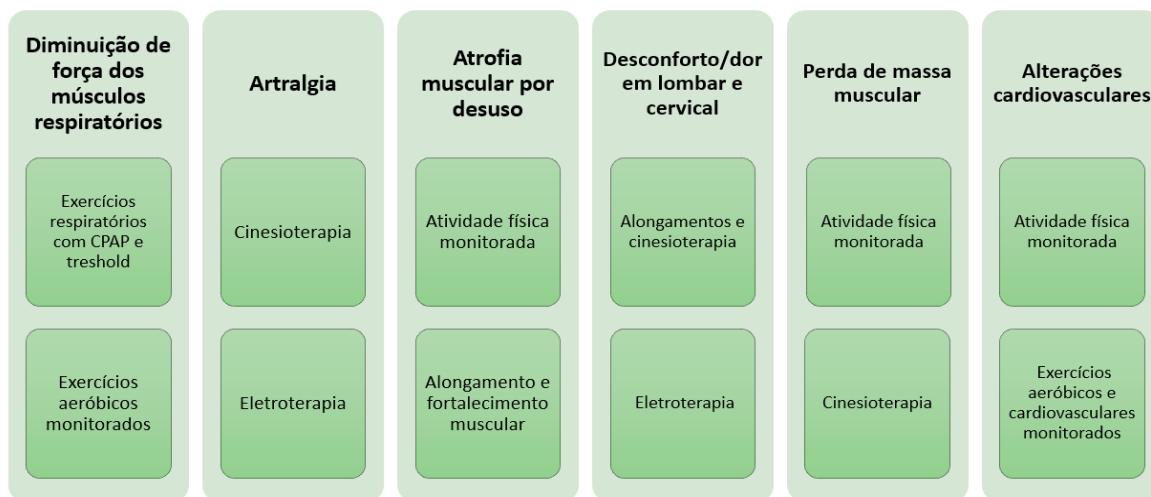 Diminuição de
força dos
músculos
respiratórios
Exercícios
respiratórios
com CPAP e
treshold
Exercícios
aeróbicos
monitorados
Artralgia
Cinesioterapia
Eletroterapia
Atrofia
muscular por
desuso
Atividade física
monitorada
Alongamento e
fortalecimento
muscular
Desconforto/dor
em lombar e
cervical
Alongamentos e
cinesioterapia
Eletroterapia
Perda de massa
muscular
Atividade física
monitorada
Cinesioterapia
Alterações
cardiovasculares
Atividade física
monitorada
Exercícios
aeróbicos e
cardiovasculares
monitorados